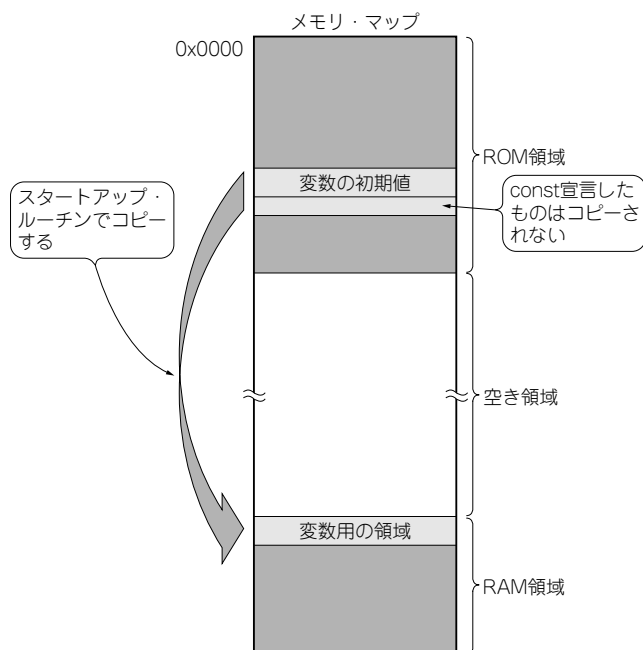 メモリ・マップ
0x0000
ROM領域
変数の初期値
const宣言した
ものはコピーさ
れない
スタートアップ・
ルーチンでコピー
する
空き領域
変数用の領域
RAM領域